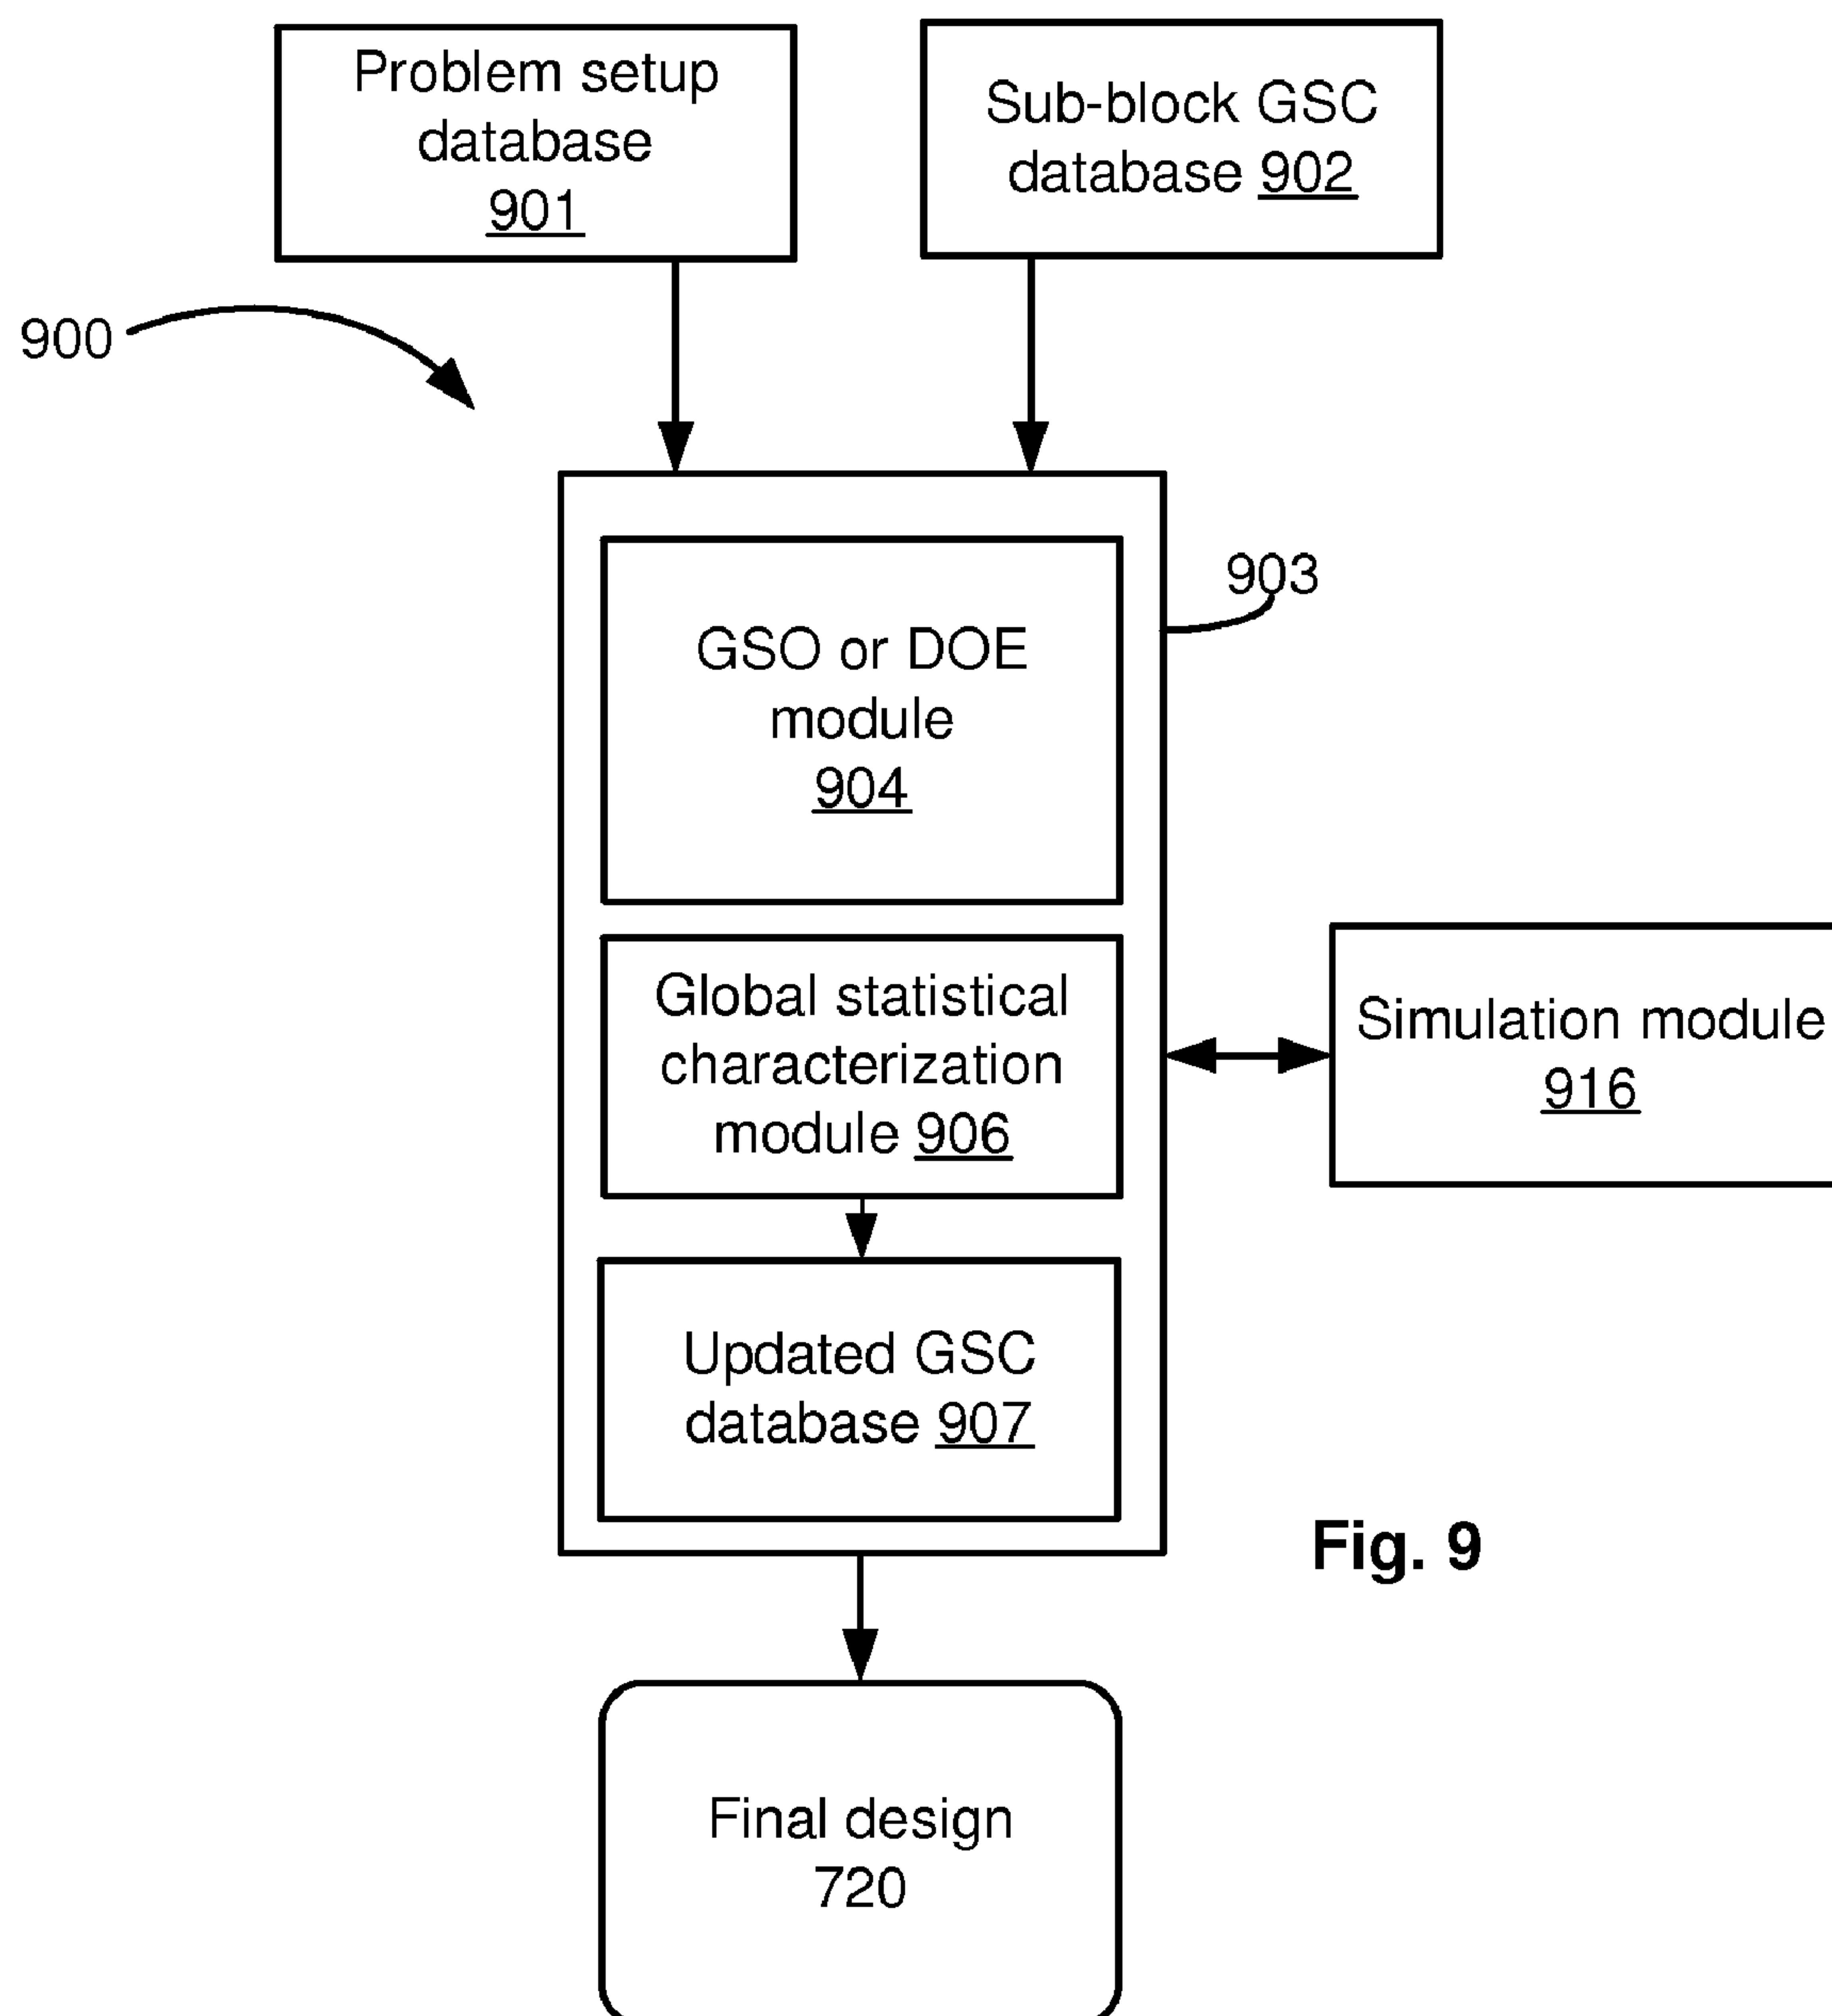 Problem setup
database
901
Sub-block GSC
database 902
900
903
GSO or DOE
module
904
Global statistical
characterization
module 906
Simulation module
916
Updated GSC
database 907
Fig. 9
Final design
720